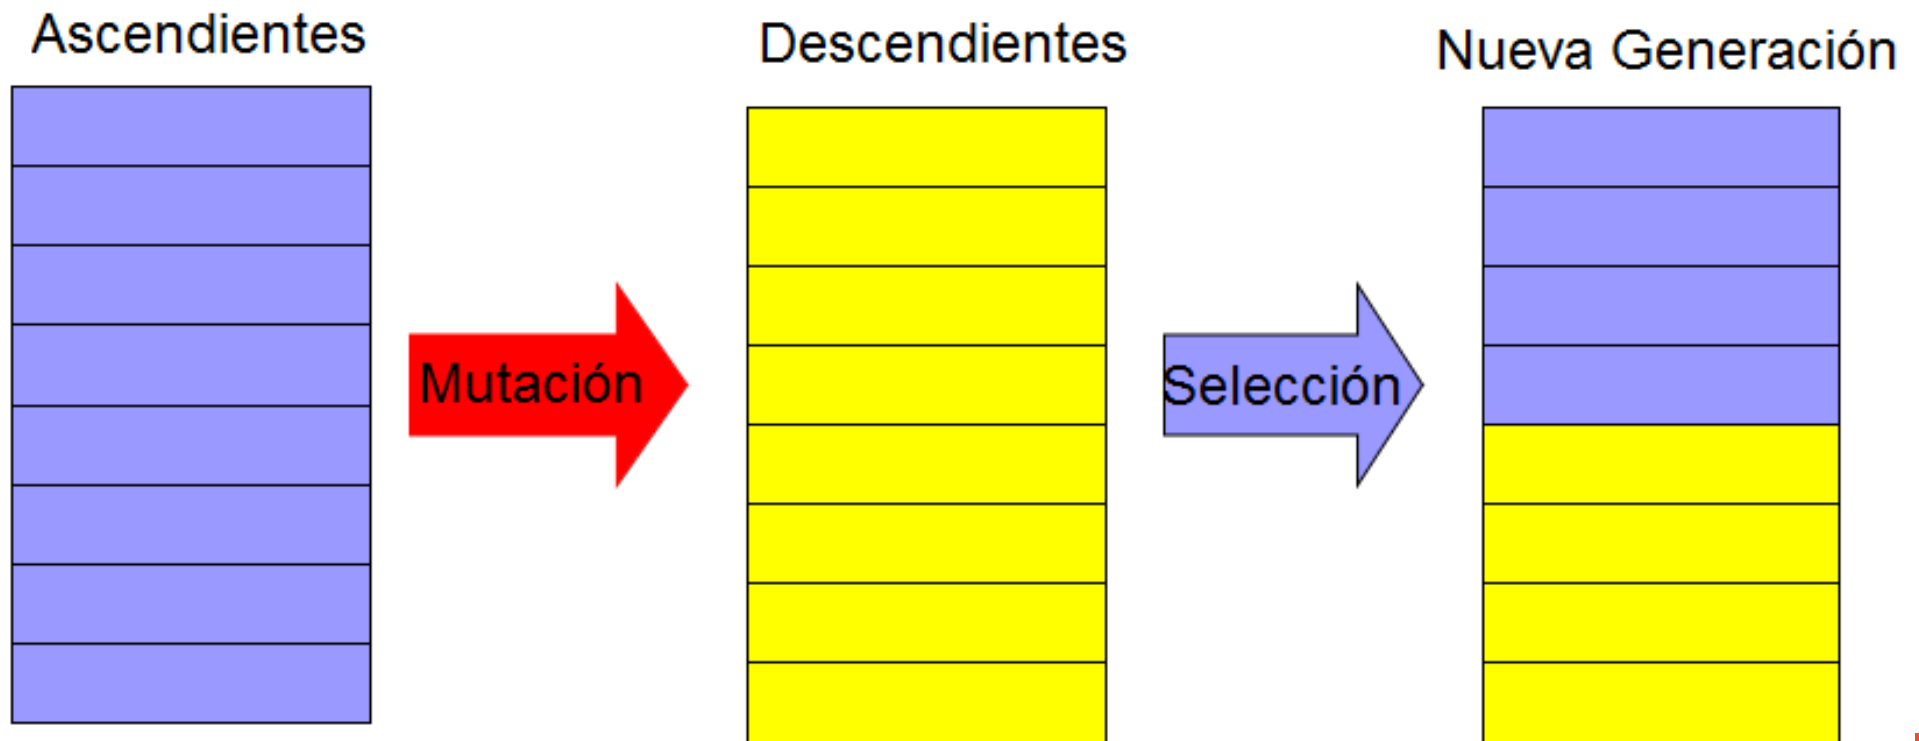 Ascendientes
Descendientes
Nueva Generación
Mutación
Selección